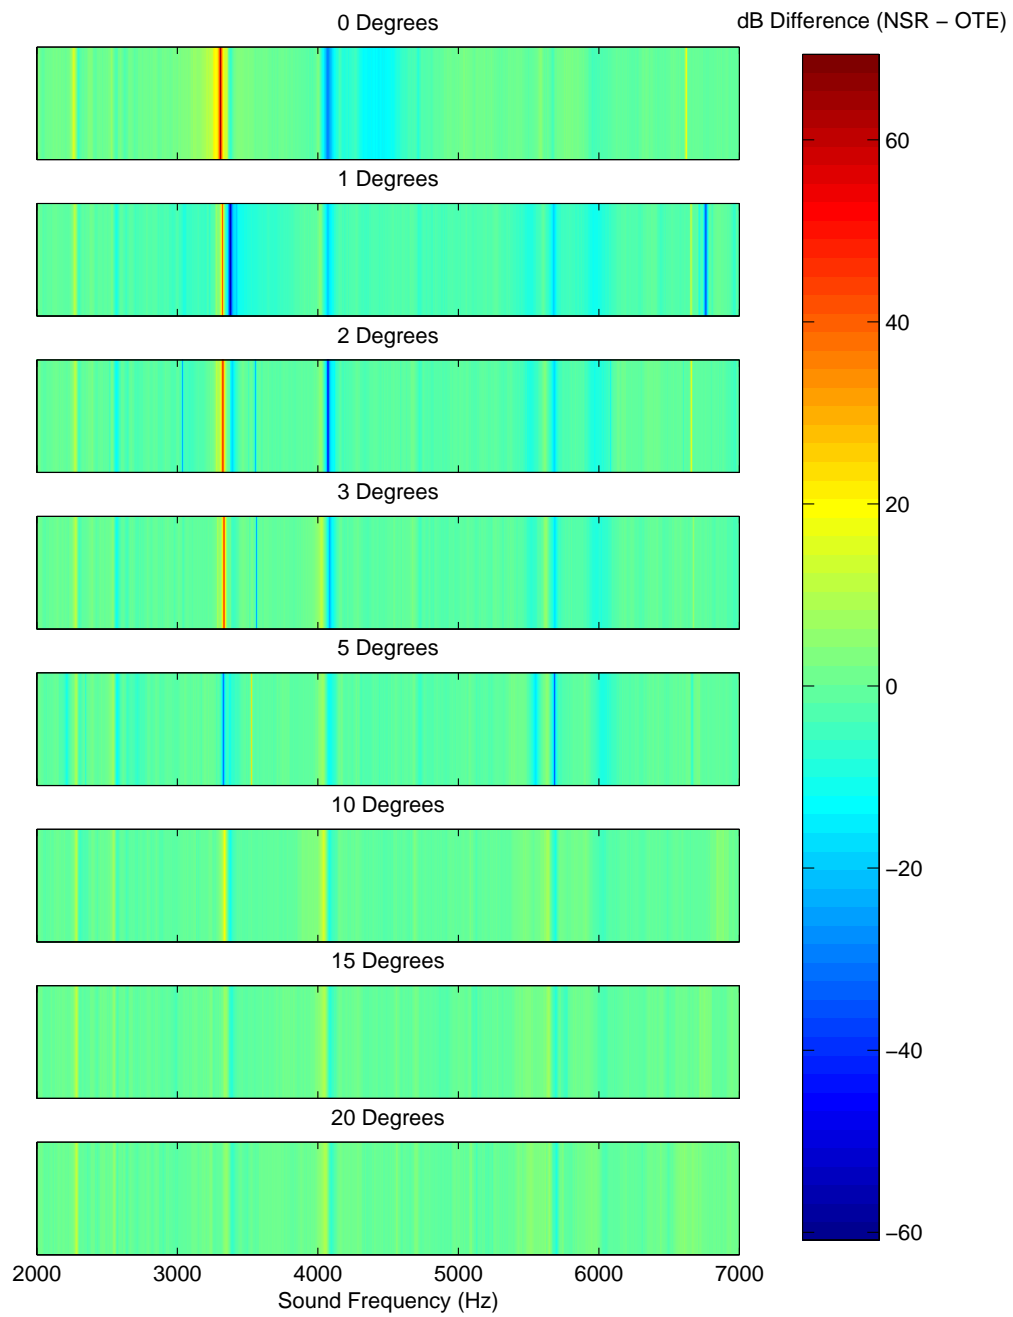 0 Degrees
dB Difference (NSR − OTE)
1 Degrees
2 Degrees
3 Degrees
5 Degrees
10 Degrees
15 Degrees
20 Degrees
2000 3000 4000 5000 6000 7000
Sound Frequency (Hz)
60
40
20
0
−20
−40
−60